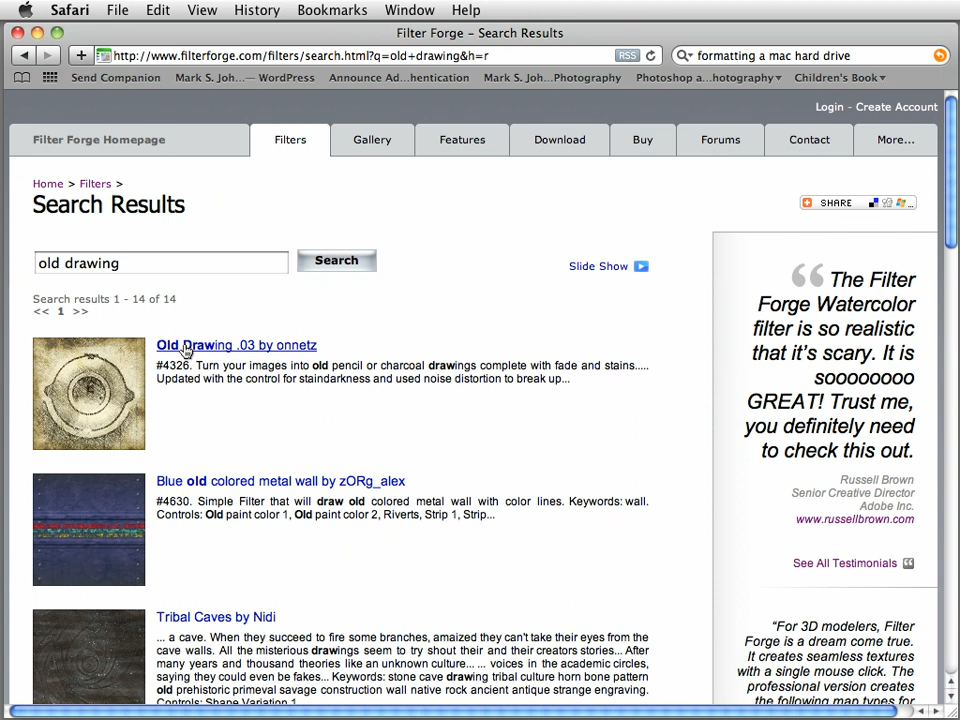 Safari File Edit View History Bookmarks Window Help
Filter Forge – Search Results
http://www.filterforge.com/filters/search.html?q=old+drawing&h=r RSS formatting a mac hard drive
Send Companion Mark S. Joh...— WordPress Announce Ad...hentication Mark S. Joh...Photography Photoshop a...hotography Children's Book
Login - Create Account
Filter Forge Homepage Filters Gallery Features Download Buy Forums Contact More...
Home > Filters >
Search Results
SHARE
old drawing Search
Slide Show
Search results 1 - 14 of 14
<< 1 >>
Old Drawing .03 by onnetz
#4326. Turn your images into old pencil or charcoal drawings complete with fade and stains.....
Updated with the control for staindarkness and used noise distortion to break up...
Blue old colored metal wall by zORg_alex
#4630. Simple Filter that will draw old colored metal wall with color lines. Keywords: wall.
Controls: Old paint color 1, Old paint color 2, Riverts, Strip 1, Strip...
Tribal Caves by Nidi
... a cave. When they succeed to fire some branches, amaized they can't take their eyes from the
cave walls. All the misterious drawings seem to try shout their and their creators stories... After
many years and thousand theories like an unknown culture... ... voices in the academic circles,
saying they could even be fakes... Keywords: stone cave drawing tribal culture horn bone pattern
old prehistoric primeval savage construction wall native rock ancient antique strange engraving.
Controls: Shape Variation 1
“ The Filter
Forge Watercolor
filter is so realistic
that it’s scary. It is
soooooooo
GREAT! Trust me,
you definitely need
to check this out.
Russell Brown
Senior Creative Director
Adobe Inc.
www.russellbrown.com
See All Testimonials
“For 3D modelers, Filter
Forge is a dream come true.
It creates seamless textures
with a single mouse click. The
professional version creates
the following map types for